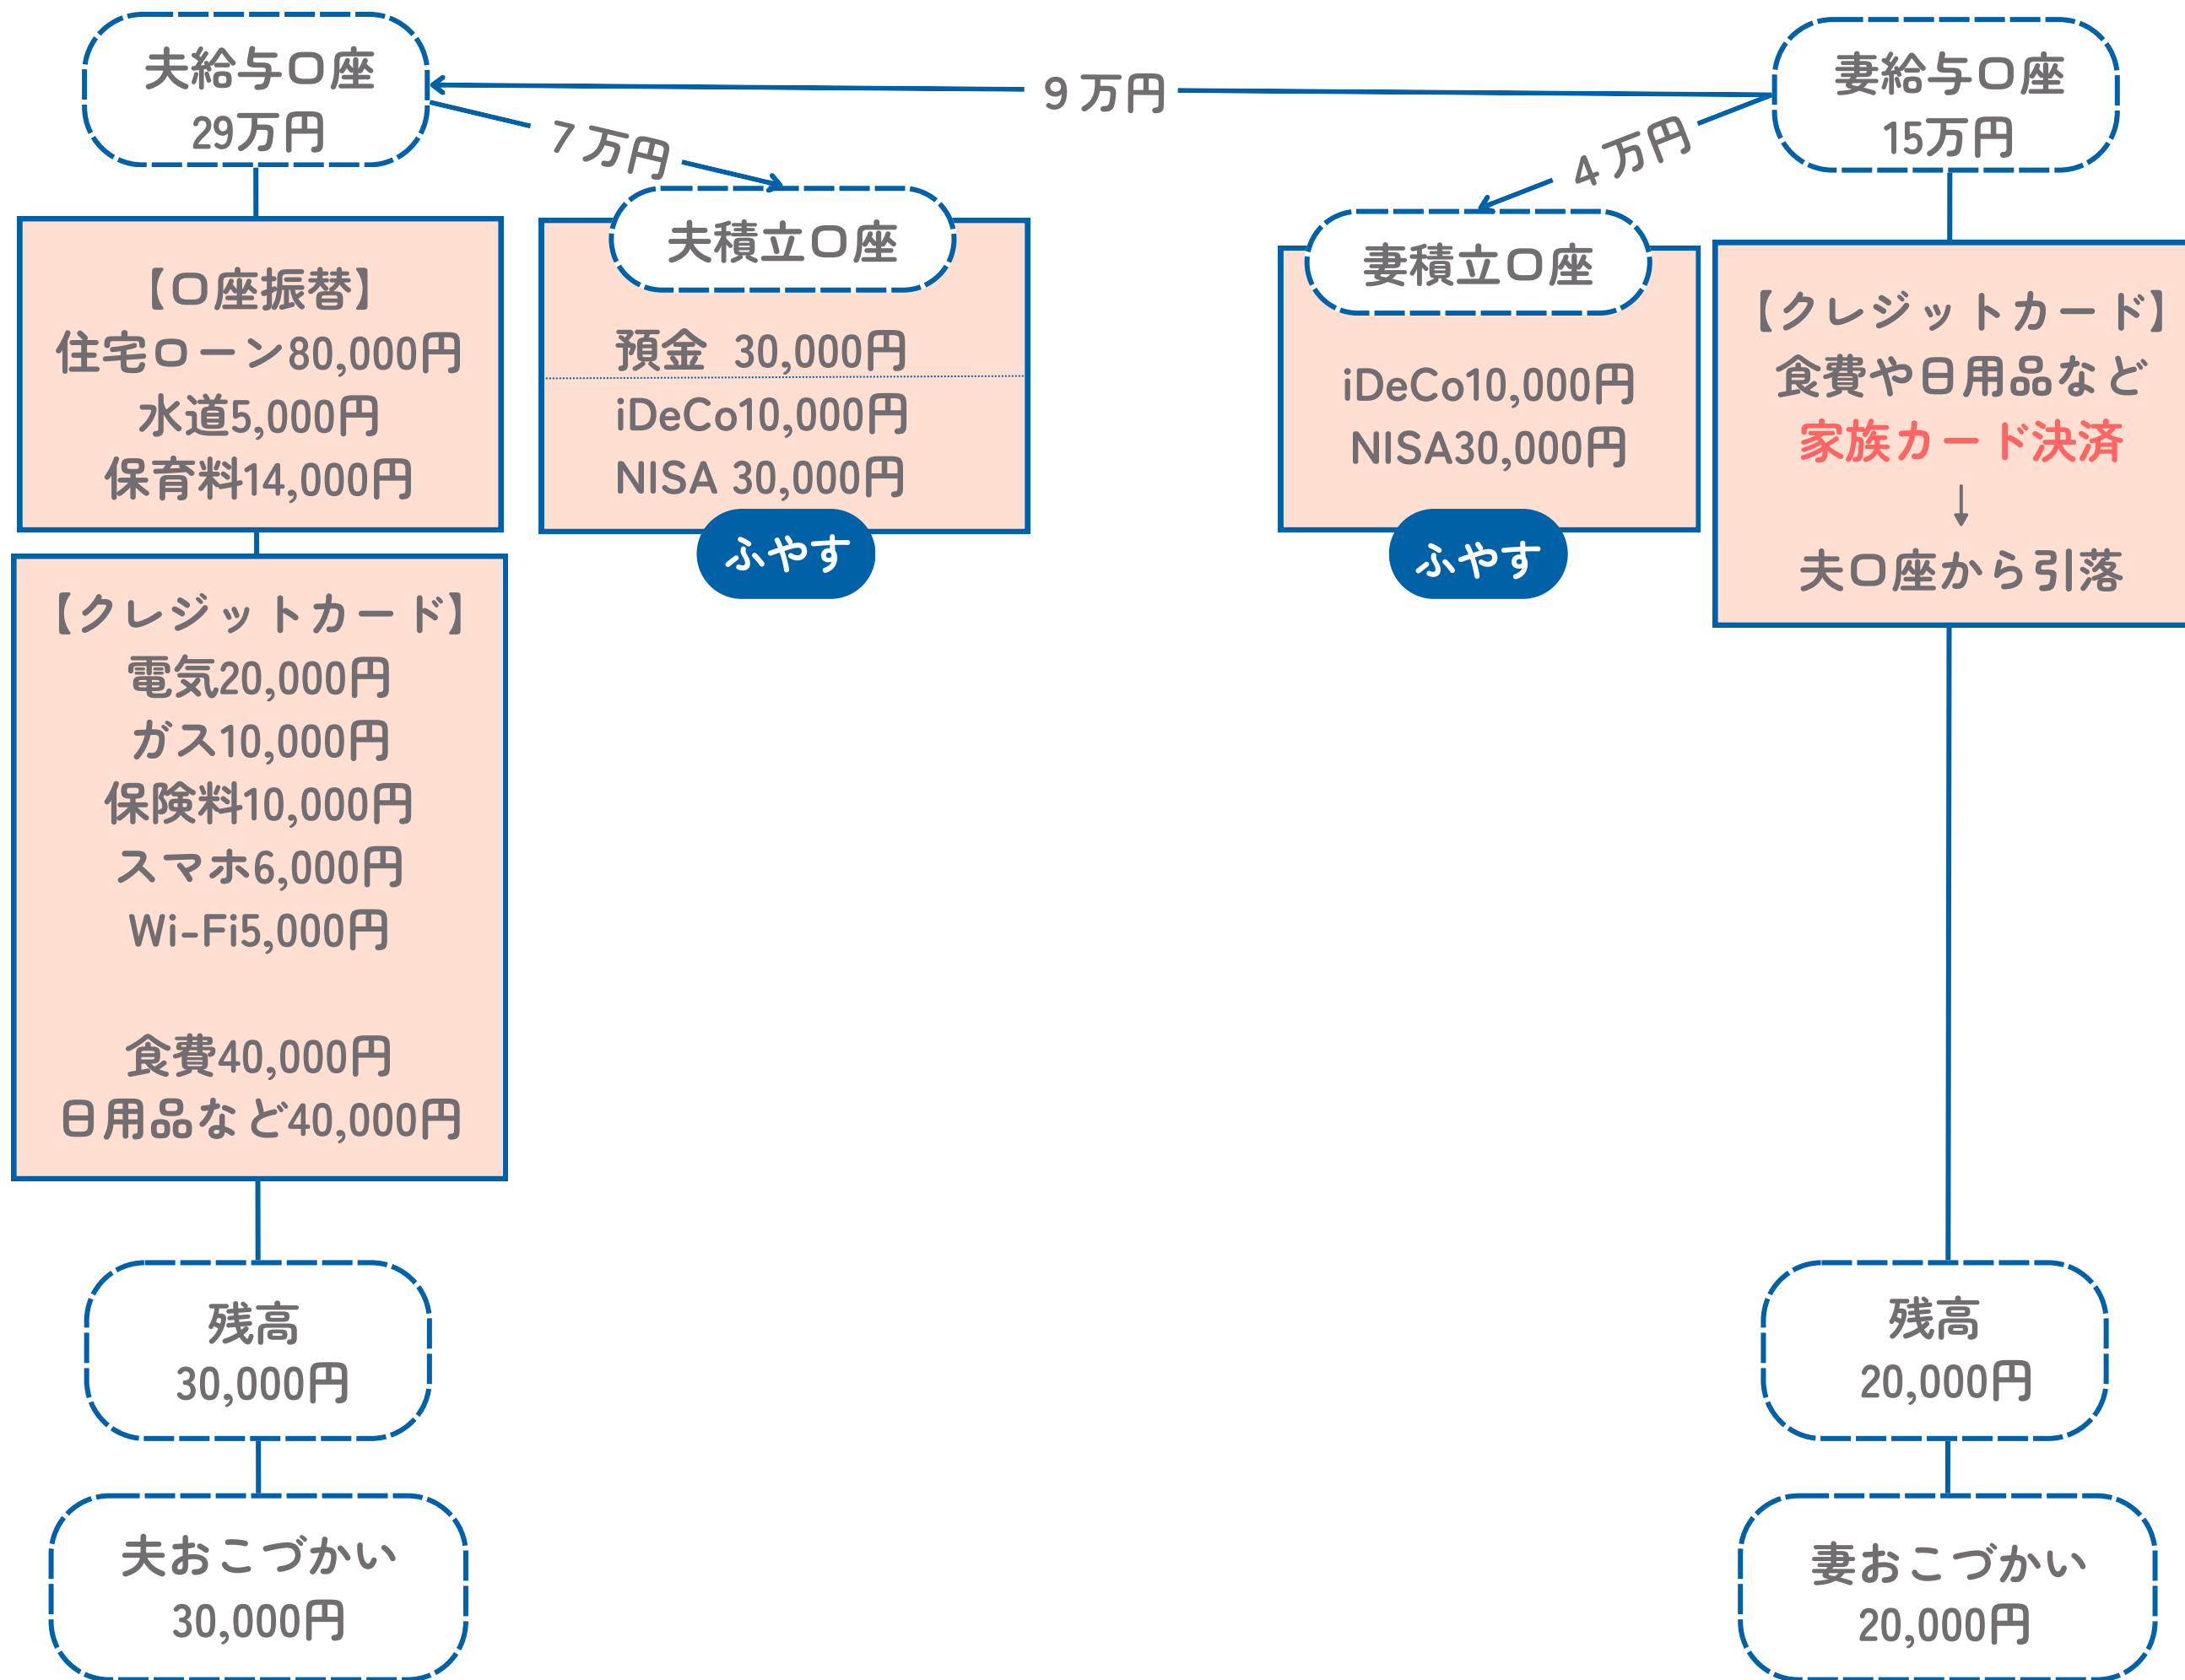 夫給与口座
29万円
9万円
妻給与口座
15万円
7万円
4万円
夫積立口座
妻積立口座
【口座振替】
住宅ローン80,000円
水道5,000円
保育料14,000円
預金 30,000円
iDeCo10,000円
NISA 30,000円
ふやす
iDeCo10,000円
NISA30,000円
ふやす
【クレジットカード】
食費や日用品など
家族カード決済
↓
夫口座から引落
【クレジットカード】
電気20,000円
ガス10,000円
保険料10,000円
スマホ6,000円
Wi-Fi5,000円
食費40,000円
日用品など40,000円
残高
30,000円
残高
20,000円
夫おこづかい
30,000円
妻おこづかい
20,000円